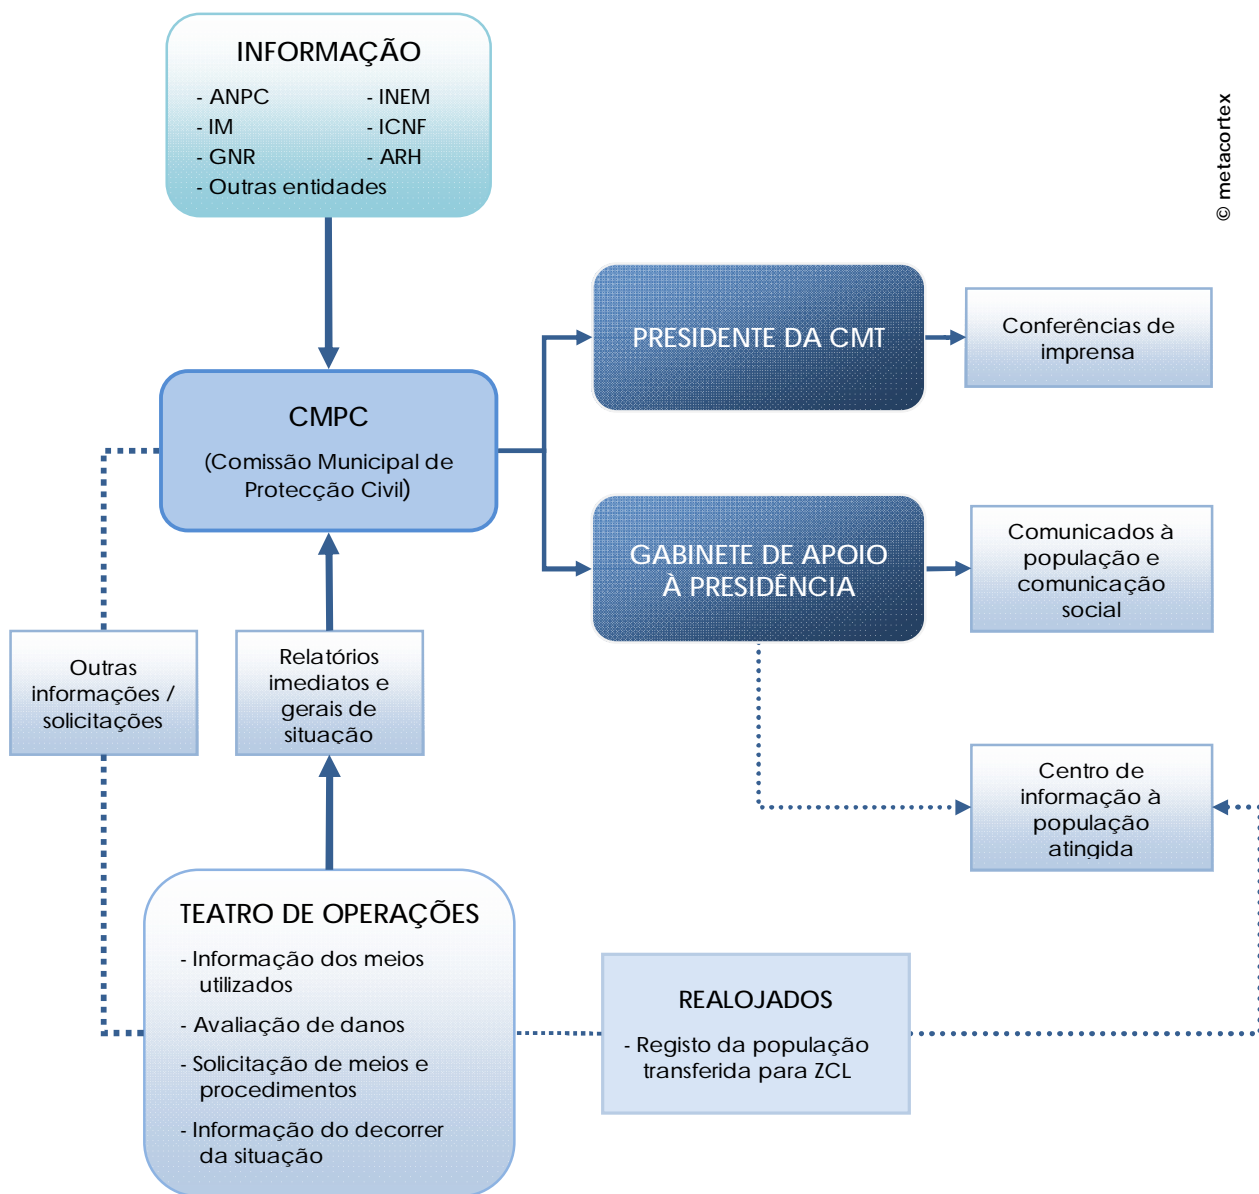 INFORMAÇÃO
- ANPC
- INEM
- IM
- ICNF
- GNR
- ARH
- Outras entidades
© metacortex
PRESIDENTE DA CMT
Conferências de
imprensa
CMPC
(Comissão Municipal de
Protecção Civil)
GABINETE DE APOIO
À PRESIDÊNCIA
Comunicados à
população e
comunicação
social
Outras
informações /
solicitações
Relatórios
imediatos e
gerais de
situação
Centro de
informação à
população
atingida
TEATRO DE OPERAÇÕES
- Informação dos meios
utilizados
- Avaliação de danos
- Solicitação de meios e
procedimentos
- Informação do decorrer
da situação
REALOJADOS
- Registo da população
transferida para ZCL